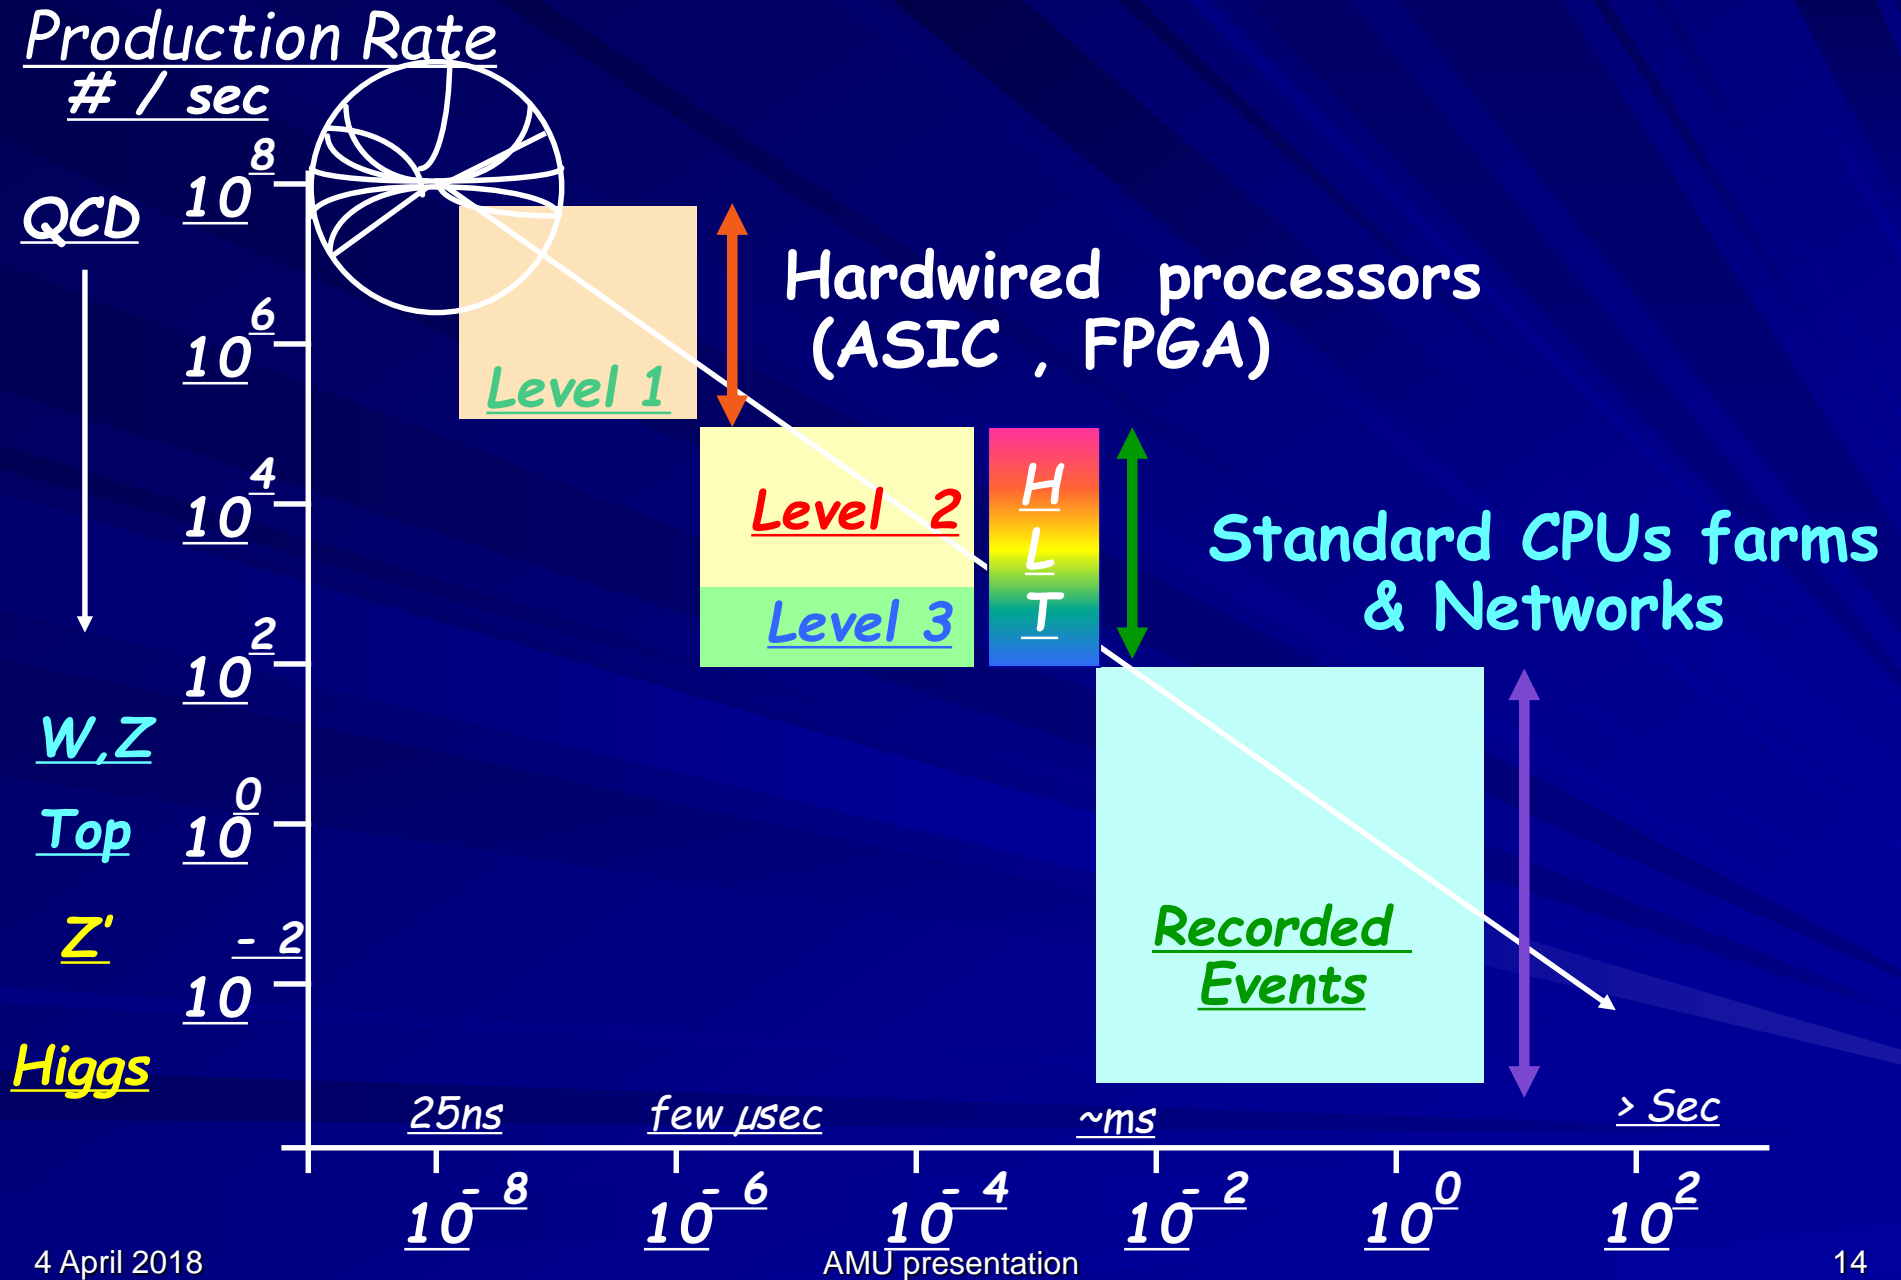 Production Rate
# / sec
10^8
QCD
10^6
10^4
10^2
W,Z
10^0
Top
Z'
10^-2
Higgs
Level 1
Hardwired processors
(ASIC , FPGA)
Level 2
Level 3
H
L
T
Standard CPUs farms
& Networks
Recorded
Events
25ns
few μsec
~ms
> Sec
10^-8
10^-6
10^-4
10^-2
10^0
10^2
4 April 2018
AMU presentation
14